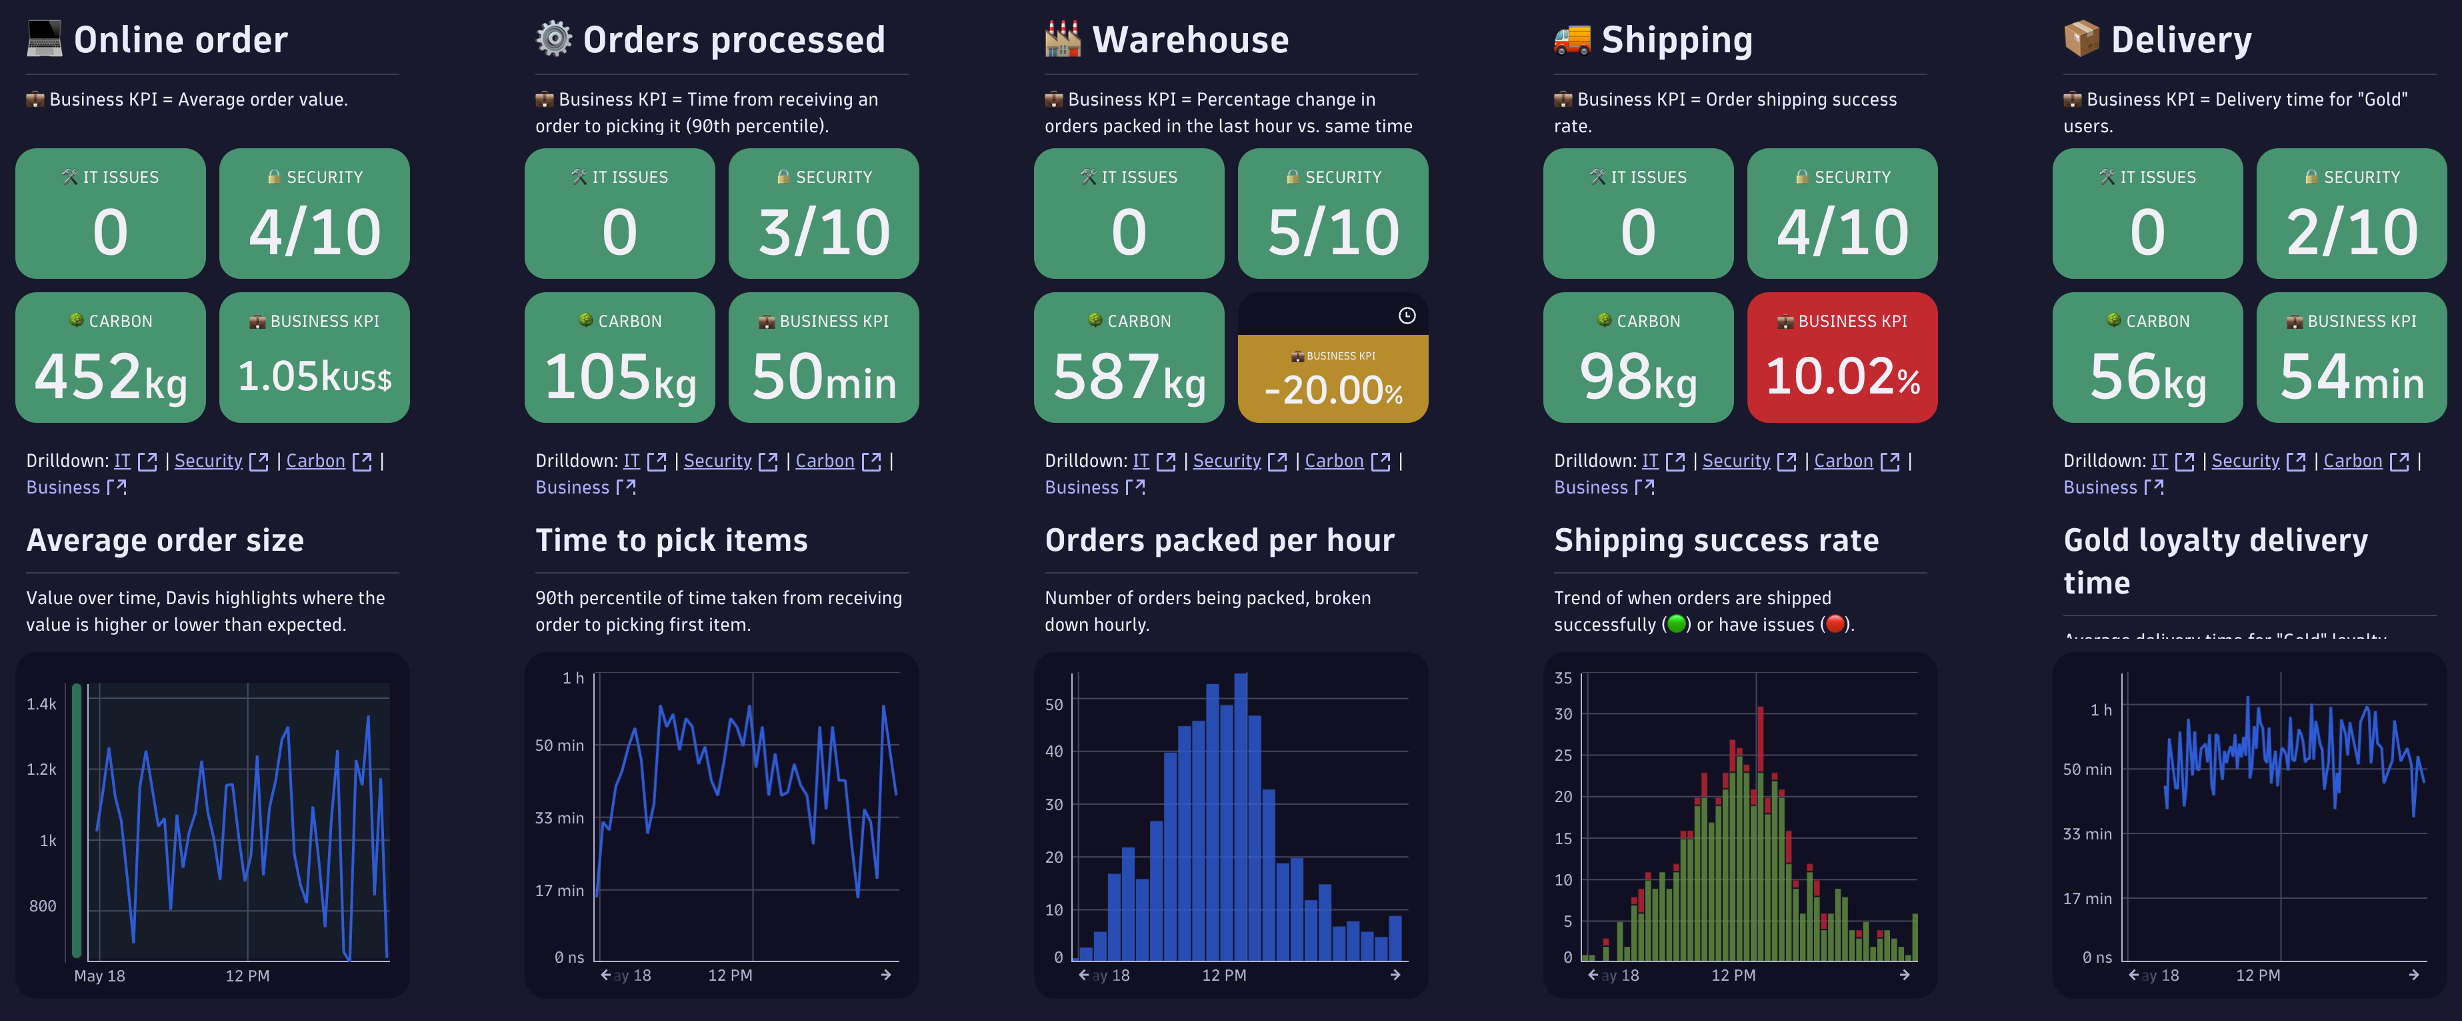 Online order
Business KPI = Average order value.
IT ISSUES
0
SECURITY
4/10
CARBON
452kg
BUSINESS KPI
1.05kUS$
Drilldown: IT | Security | Carbon |
Business
Average order size
Value over time, Davis highlights where the
value is higher or lower than expected.
1.4k
1.2k
1k
800
May 18
12 PM
Orders processed
Business KPI = Time from receiving an
order to picking it (90th percentile).
IT ISSUES
0
SECURITY
3/10
CARBON
105kg
BUSINESS KPI
50min
Drilldown: IT | Security | Carbon |
Business
Time to pick items
90th percentile of time taken from receiving
order to picking first item.
1 h
50 min
33 min
17 min
0 ns
ay 18
12 PM
Warehouse
Business KPI = Percentage change in
orders packed in the last hour vs. same time
IT ISSUES
0
SECURITY
5/10
CARBON
587kg
BUSINESS KPI
-20.00%
Drilldown: IT | Security | Carbon |
Business
Orders packed per hour
Number of orders being packed, broken
down hourly.
50
40
30
20
10
0
ay 18
12 PM
Shipping
Business KPI = Order shipping success
rate.
IT ISSUES
0
SECURITY
4/10
CARBON
98kg
BUSINESS KPI
10.02%
Drilldown: IT | Security | Carbon |
Business
Shipping success rate
Trend of when orders are shipped
successfully (🟢) or have issues (🔴).
35
30
25
20
15
10
5
0
ay 18
12 PM
Delivery
Business KPI = Delivery time for "Gold"
users.
IT ISSUES
0
SECURITY
2/10
CARBON
56kg
BUSINESS KPI
54min
Drilldown: IT | Security | Carbon |
Business
Gold loyalty delivery
time
Average delivery time for "Gold" loyalty
1 h
50 min
33 min
17 min
0 ns
ay 18
12 PM